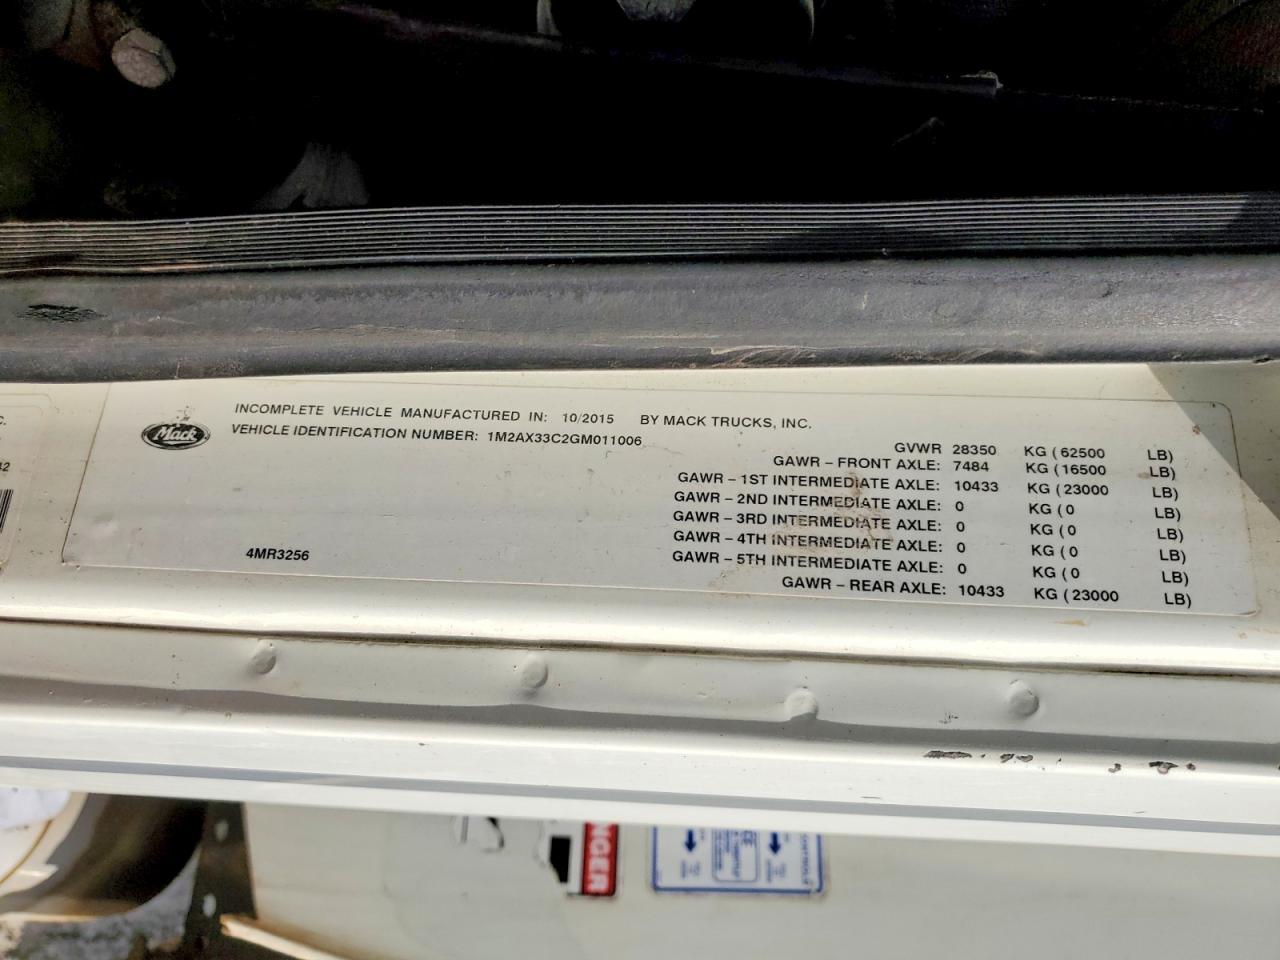 C.
42
Mack
INCOMPLETE VEHICLE MANUFACTURED IN: 10/2015 BY MACK TRUCKS, INC.
VEHICLE IDENTIFICATION NUMBER: 1M2AX33C2GM011006
GVWR 28350 KG ( 62500 LB)
GAWR – FRONT AXLE: 7484 KG ( 16500 LB)
GAWR – 1ST INTERMEDIATE AXLE: 10433 KG ( 23000 LB)
GAWR – 2ND INTERMEDIATE AXLE: 0 KG ( 0 LB)
GAWR – 3RD INTERMEDIATE AXLE: 0 KG ( 0 LB)
GAWR – 4TH INTERMEDIATE AXLE: 0 KG ( 0 LB)
GAWR – 5TH INTERMEDIATE AXLE: 0 KG ( 0 LB)
GAWR – REAR AXLE: 10433 KG ( 23000 LB)
4MR3256
NGER